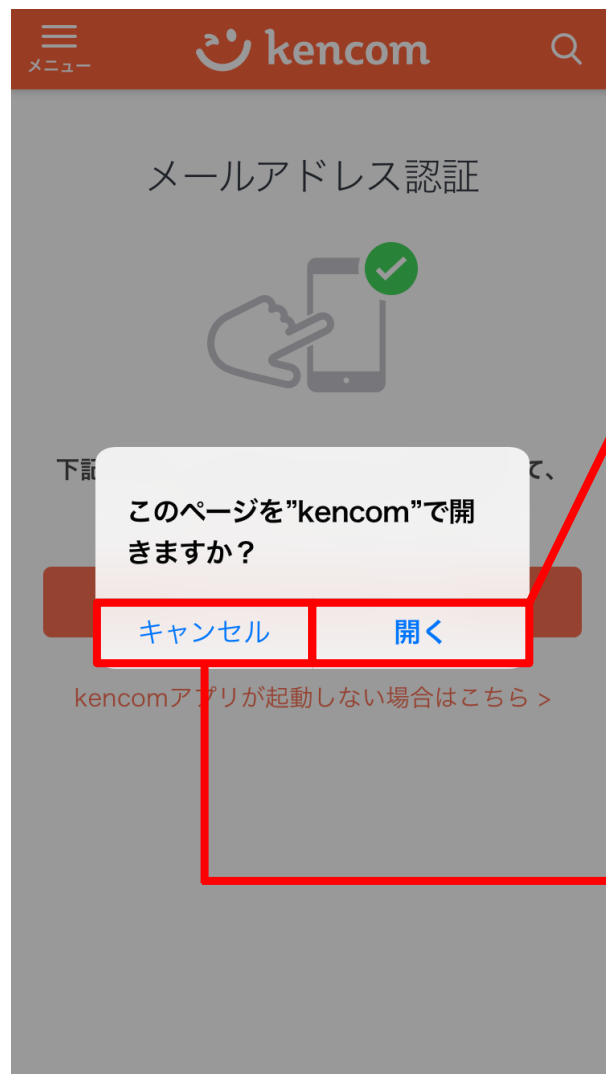 メニュー
kencom
メールアドレス認証
下記
て、
このページを”kencom”で開
きますか？
キャンセル
開く
kencomアプリが起動しない場合はこちら >